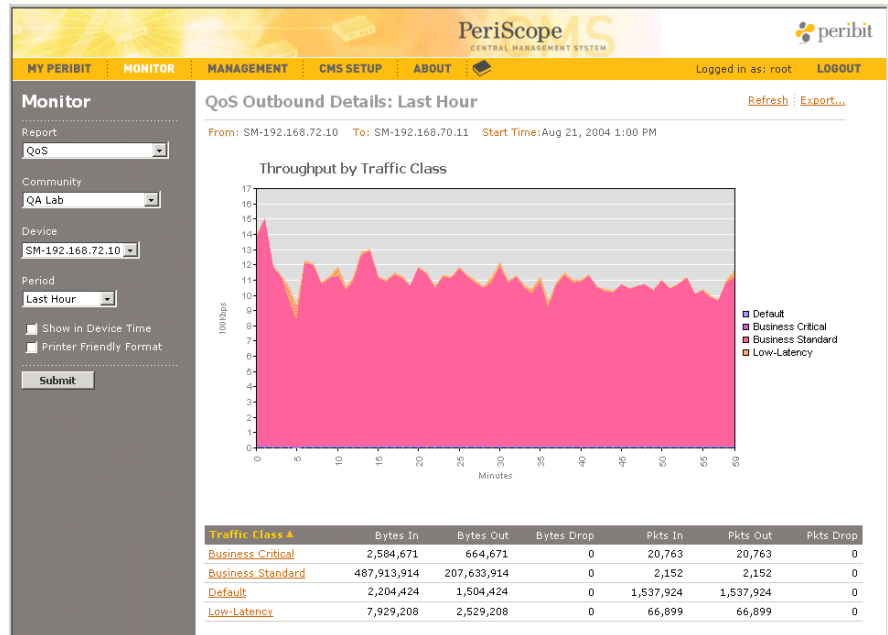 PeriScope
CENTRAL MANAGEMENT SYSTEM
CMS
peribit
MY PERIBIT MONITOR MANAGEMENT CMS SETUP ABOUT Logged in as: root LOGOUT
Monitor
Report
QoS
Community
QA Lab
Device
SM-192.168.72.10
Period
Last Hour
Show in Device Time
Printer Friendly Format
Submit
QoS Outbound Details: Last Hour Refresh Export...
From: SM-192.168.72.10 To: SM-192.168.70.11 Start Time:Aug 21, 2004 1:00 PM
Throughput by Traffic Class
17
16
15
14
13
12
11
10
9
8
7
6
5
4
3
2
1
0
100kbps
0 5 10 15 20 25 30 35 40 45 50 55 59
Minutes
Default
Business Critical
Business Standard
Low-Latency
Traffic Class Bytes In Bytes Out Bytes Drop Pkts In Pkts Out Pkts Drop
Business Critical 2,584,671 664,671 0 20,763 20,763 0
Business Standard 487,913,914 207,633,914 0 2,152 2,152 0
Default 2,204,424 1,504,424 0 1,537,924 1,537,924 0
Low-Latency 7,929,208 2,529,208 0 66,899 66,899 0